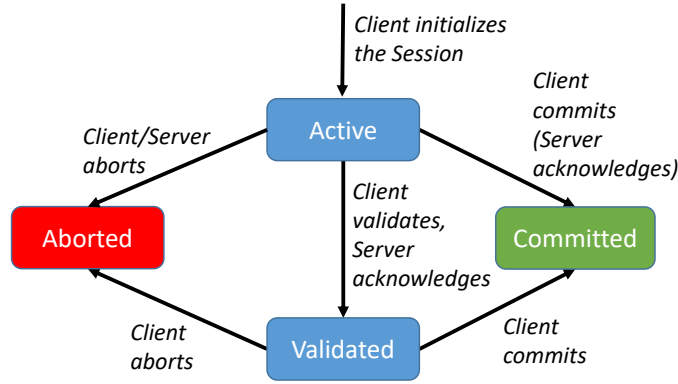 Client initializes
the Session
Client
commits
(Server
acknowledges)
Active
Client/Server
aborts
Client
validates,
Server
acknowledges
Aborted
Committed
Client
aborts
Validated
Client
commits